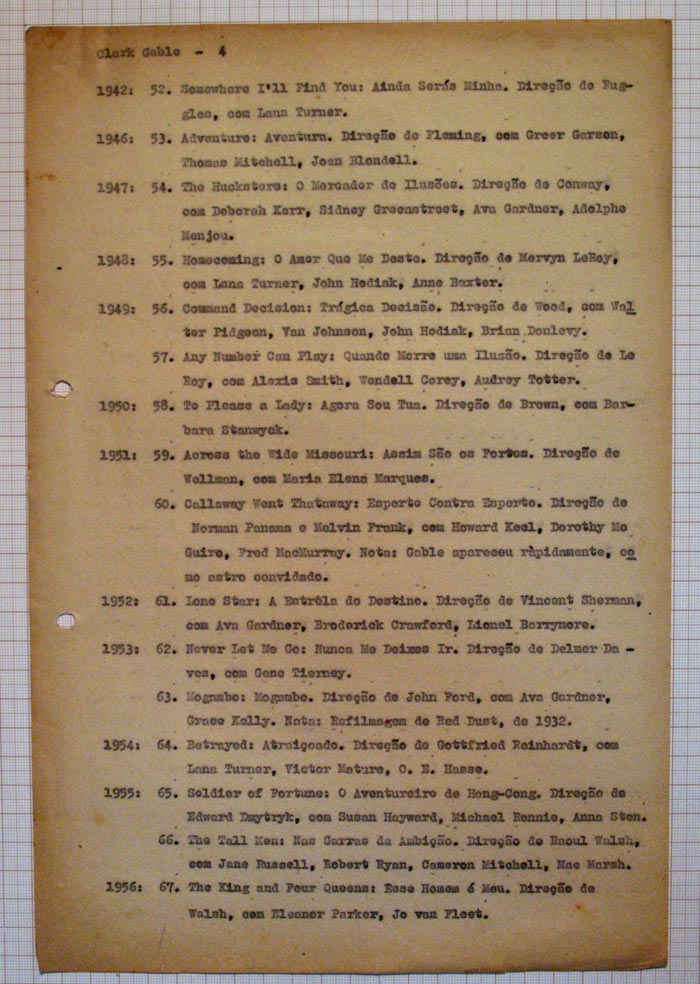 Clark Gable - 4
1942: 52. Somewhere I'll Find You: Ainda Serás Minha. Direção de Rug-
gles, com Lana Turner.
1946: 53. Adventure: Aventura. Direção de Fleming, com Greer Garson,
Thomas Mitchell, Joan Blondell.
1947: 54. The Hucksters: O Mercador de Ilusões. Direção de Conway,
com Deborah Kerr, Sidney Greenstreet, Ava Gardner, Adolphe
Menjou.
1948: 55. Homecoming: O Amor Que Me Deste. Direção de Mervyn LeRoy,
com Lana Turner, John Hodiak, Anne Baxter.
1949: 56. Command Decision: Trágica Decisão. Direção de Wood, com Wal
ter Pidgeon, Van Johnson, John Hodiak, Brian Donlevy.
57. Any Number Can Play: Quando Morre uma Ilusão. Direção de Le
Roy, com Alexis Smith, Wendell Corey, Audrey Totter.
1950: 58. To Please a Lady: Agora Sou Tua. Direção de Brown, com Bar-
bara Stanwyck.
1951: 59. Across the Wide Missouri: Assim São os Fortes. Direção de
Wellman, com Maria Elena Marques.
60. Callaway Went Thataway: Esperto Contra Esperto. Direção de
Norman Panama e Melvin Frank, com Howard Keel, Dorothy Mc
Guire, Fred MacMurray. Nota: Gable apareceu ràpidamente, co
mo astro convidado.
1952: 61. Lone Star: A Estrêla do Destino. Direção de Vincent Sherman,
com Ava Gardner, Broderick Crawford, Lionel Barrymore.
1953: 62. Never Let Me Go: Nunca Me Deixes Ir. Direção de Delmer Da -
ves, com Gene Tierney.
63. Mogambo: Mogambo. Direção de John Ford, com Ava Gardner,
Grace Kelly. Nota: Refilmagem de Red Dust, de 1932.
1954: 64. Betrayed: Atraiçoado. Direção de Gottfried Reinhardt, com
Lana Turner, Victor Mature, O. E. Hasse.
1955: 65. Soldier of Fortune: O Aventureiro de Hong-Cong. Direção de
Edward Dmytryk, com Susan Hayward, Michael Rennie, Anna Sten.
66. The Tall Men: Nas Garras da Ambição. Direção de Raoul Walsh,
com Jane Russell, Robert Ryan, Cameron Mitchell, Mae Marsh.
1956: 67. The King and Four Queens: Esse Homem é Meu. Direção de
Walsh, com Eleanor Parker, Jo van Fleet.